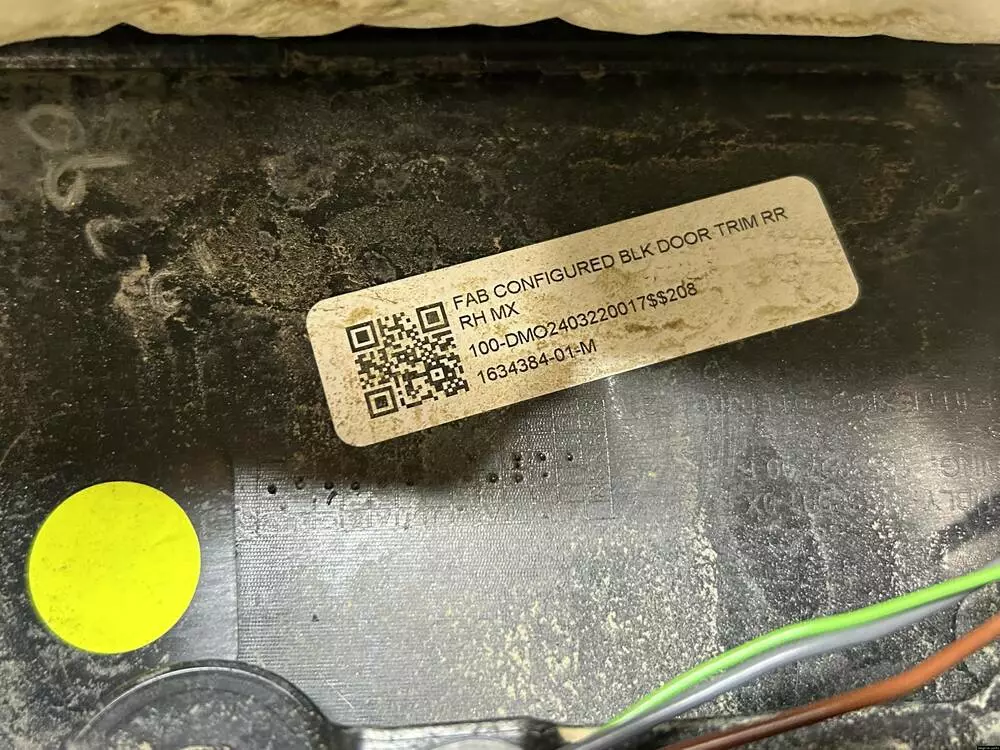 FAB CONFIGURED BLK DOOR TRIM RR
RH MX
100-DMO2403220017$$208
1634384-01-M